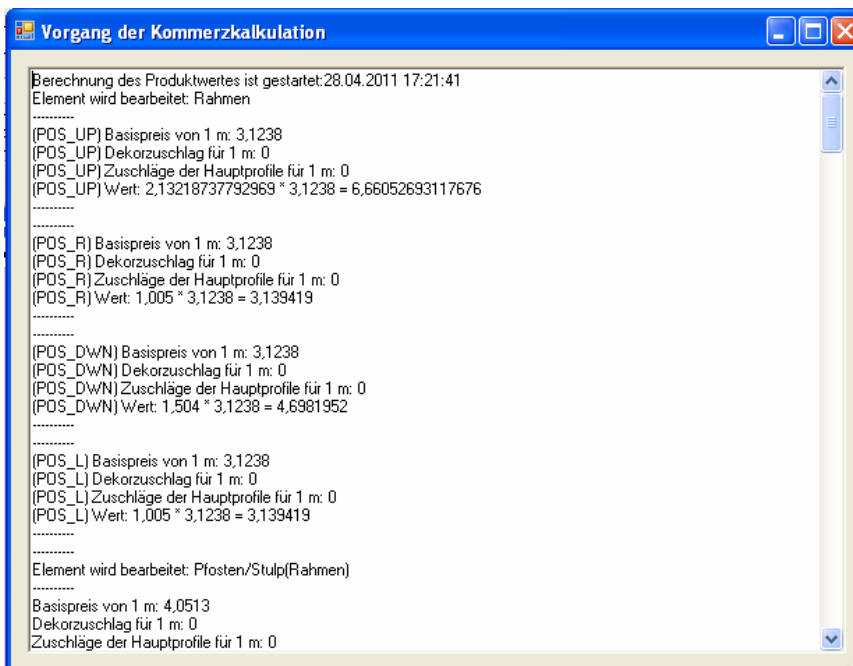 Vorgang der Kommerzkalkulation
Berechnung des Produktwertes ist gestartet:28.04.2011 17:21:41
Element wird bearbeitet: Rahmen
----------
(POS_UP) Basispreis von 1 m: 3,1238
(POS_UP) Dekorzuschlag für 1 m: 0
(POS_UP) Zuschläge der Hauptprofile für 1 m: 0
(POS_UP) Wert: 2,13218737792969 * 3,1238 = 6,66052693117676
----------
----------
(POS_R) Basispreis von 1 m: 3,1238
(POS_R) Dekorzuschlag für 1 m: 0
(POS_R) Zuschläge der Hauptprofile für 1 m: 0
(POS_R) Wert: 1,005 * 3,1238 = 3,139419
----------
----------
(POS_DWN) Basispreis von 1 m: 3,1238
(POS_DWN) Dekorzuschlag für 1 m: 0
(POS_DWN) Zuschläge der Hauptprofile für 1 m: 0
(POS_DWN) Wert: 1,504 * 3,1238 = 4,6981952
----------
----------
(POS_L) Basispreis von 1 m: 3,1238
(POS_L) Dekorzuschlag für 1 m: 0
(POS_L) Zuschläge der Hauptprofile für 1 m: 0
(POS_L) Wert: 1,005 * 3,1238 = 3,139419
----------
----------
Element wird bearbeitet: Pfosten/Stulp(Rahmen)
----------
Basispreis von 1 m: 4,0513
Dekorzuschlag für 1 m: 0
Zuschläge der Hauptprofile für 1 m: 0